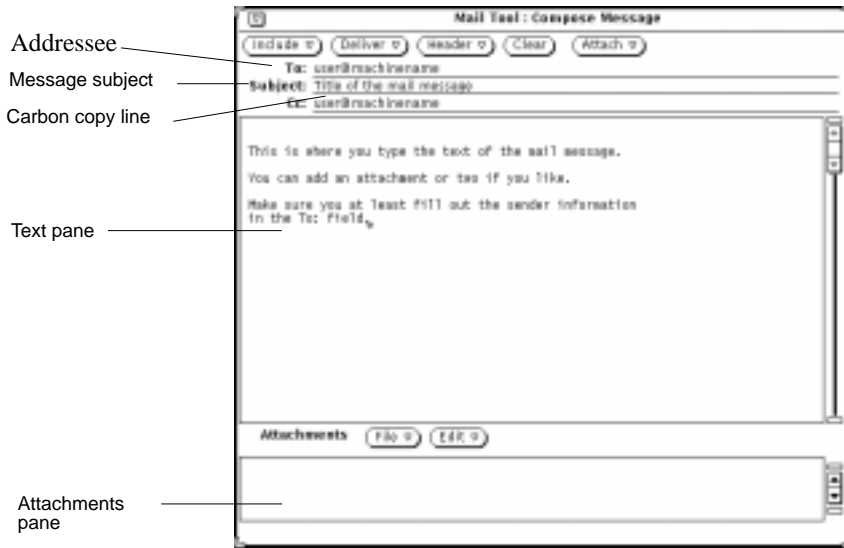 Mail Tool : Compose Message
Include Deliver Header Clear Attach
Addressee
To: user@machinename
Message subject
Subject: Title of the mail message
Carbon copy line
Cc: user@machinename
This is where you type the text of the mail message.
You can add an attachment or two if you like.
Make sure you at least fill out the sender information
in the To: field.
Text pane
Attachments File Edit
Attachments
pane